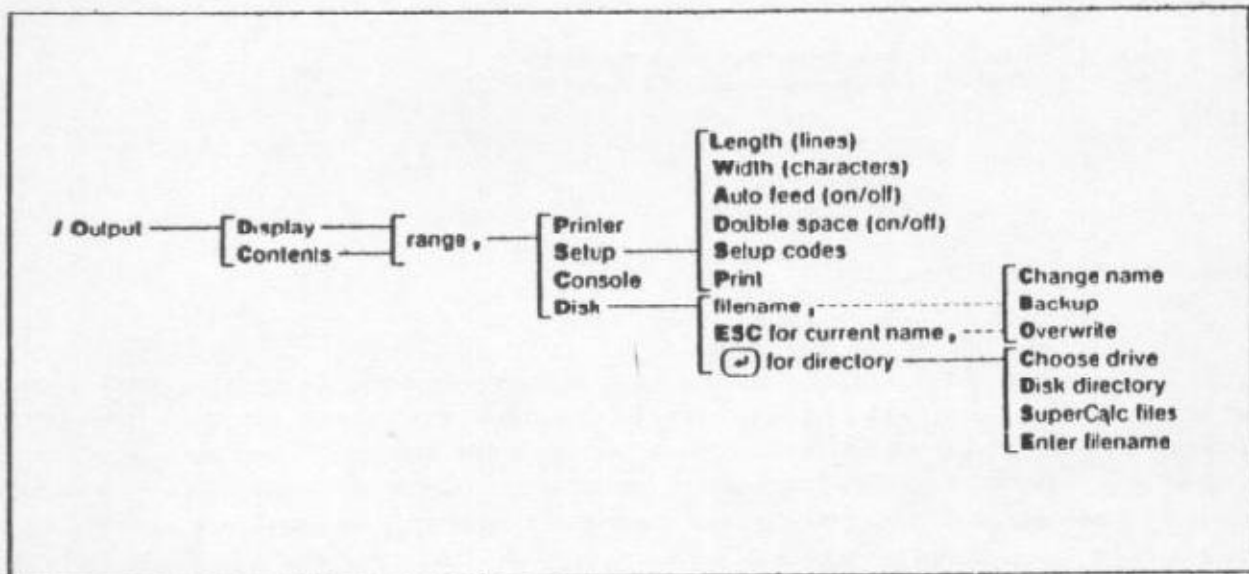 / Output
Display
Contents
range ,
Printer
Setup
Console
Disk
Length (lines)
Width (characters)
Auto feed (on/off)
Double space (on/off)
Setup codes
Print
filename ,
ESC for current name ,
(↵) for directory
Change name
Backup
Overwrite
Choose drive
Disk directory
SuperCalc files
Enter filename